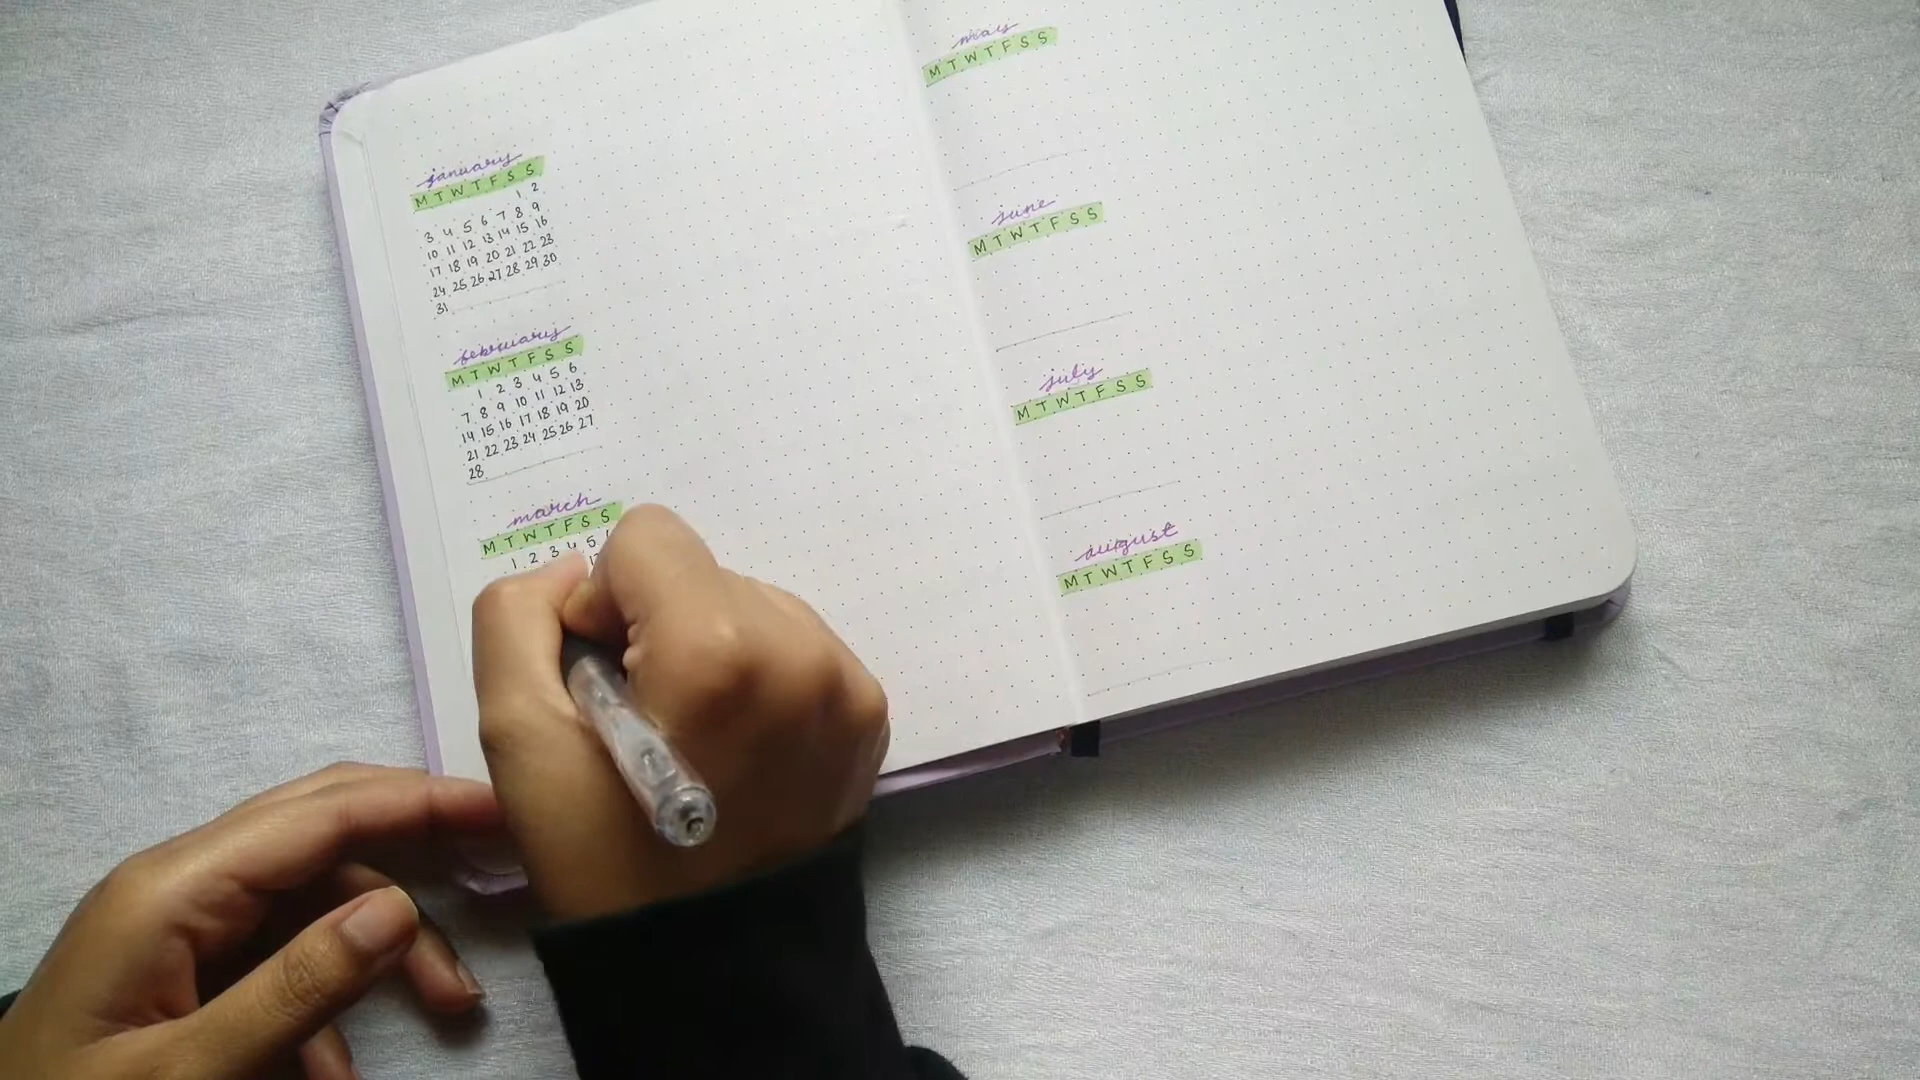 january
M T W T F S S
1 2
3 4 5 6 7 8 9
10 11 12 13 14 15 16
17 18 19 20 21 22 23
24 25 26 27 28 29 30
31
february
M T W T F S S
1 2 3 4 5 6
7 8 9 10 11 12 13
14 15 16 17 18 19 20
21 22 23 24 25 26 27
28
march
M T W T F S S
1 2 3 4 5
may
M T W T F S S
june
M T W T F S S
july
M T W T F S S
august
M T W T F S S